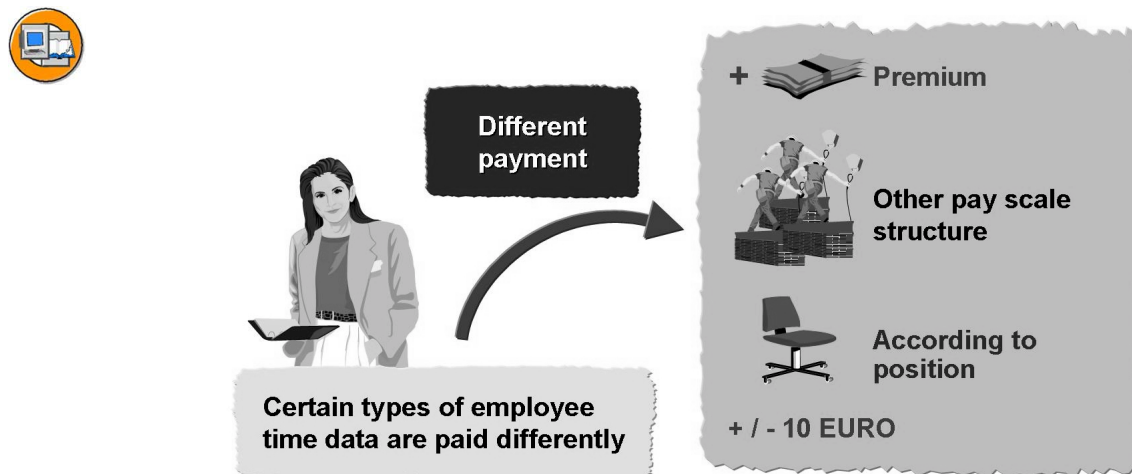 Different
payment
Certain types of employee
time data are paid differently
+ Premium
Other pay scale
structure
According to
position
+ / - 10 EURO